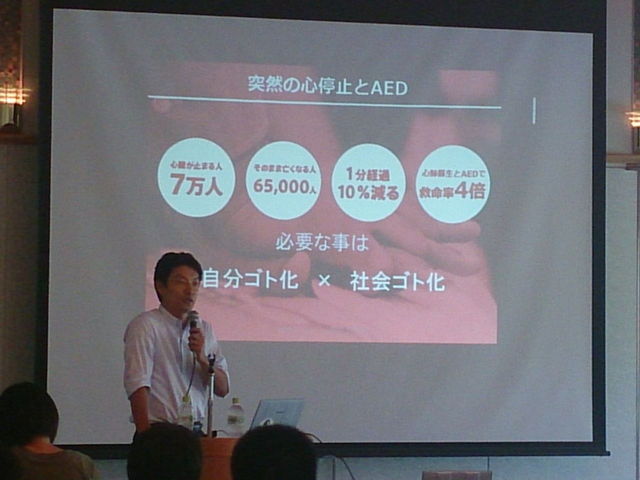 突然の心停止とAED
心臓が止まる人
7万人
そのまま亡くなる人
65,000人
1分経過
10%減る
心肺蘇生とAEDで
救命率4倍
必要な事は
自分ゴト化 × 社会ゴト化